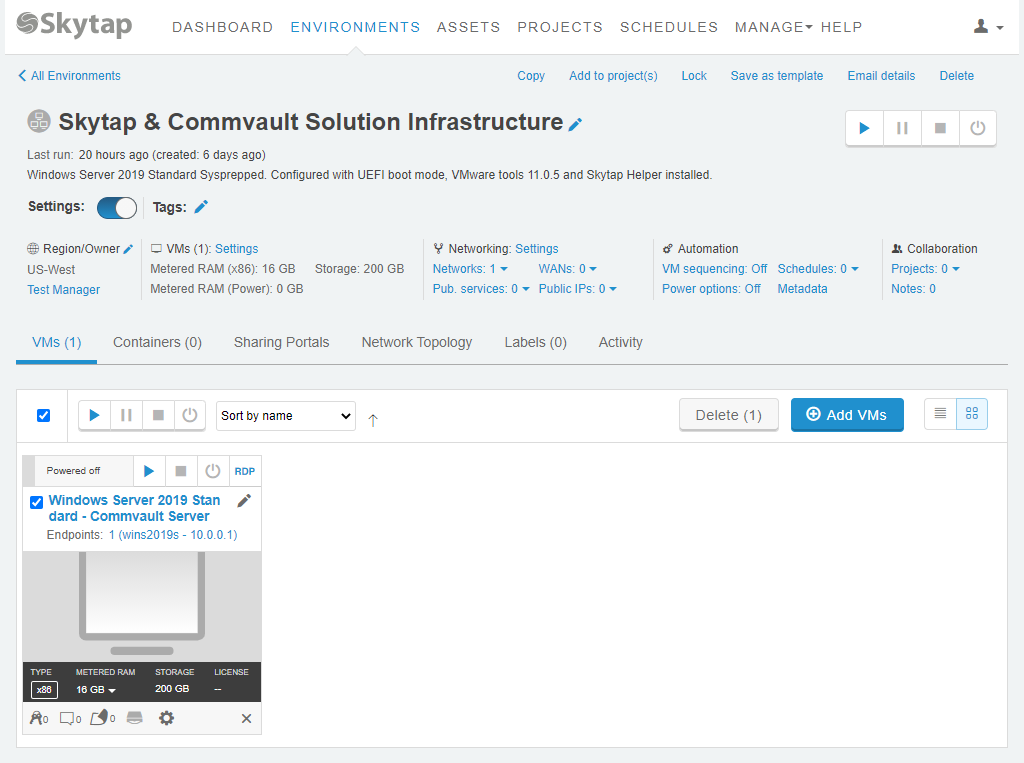 Skytap DASHBOARD ENVIRONMENTS ASSETS PROJECTS SCHEDULES MANAGE HELP
All Environments Copy Add to project(s) Lock Save as template Email details Delete
Skytap & Commvault Solution Infrastructure
Last run: 20 hours ago (created: 6 days ago)
Windows Server 2019 Standard Sysprepped. Configured with UEFI boot mode, VMware tools 11.0.5 and Skytap Helper installed.
Settings: Tags:
Region/Owner VMs (1): Settings Networking: Settings Automation Collaboration
US-West Metered RAM (x86): 16 GB Storage: 200 GB Networks: 1 WANs: 0 VM sequencing: Off Schedules: 0 Projects: 0
Test Manager Metered RAM (Power): 0 GB Pub. services: 0 Public IPs: 0 Power options: Off Metadata Notes: 0
VMs (1) Containers (0) Sharing Portals Network Topology Labels (0) Activity
Sort by name Delete (1) Add VMs
Powered off RDP
Windows Server 2019 Stan
dard - Commvault Server
Endpoints: 1 (wins2019s - 10.0.0.1)
TYPE METERED RAM STORAGE LICENSE
x86 16 GB 200 GB --
0 0 0